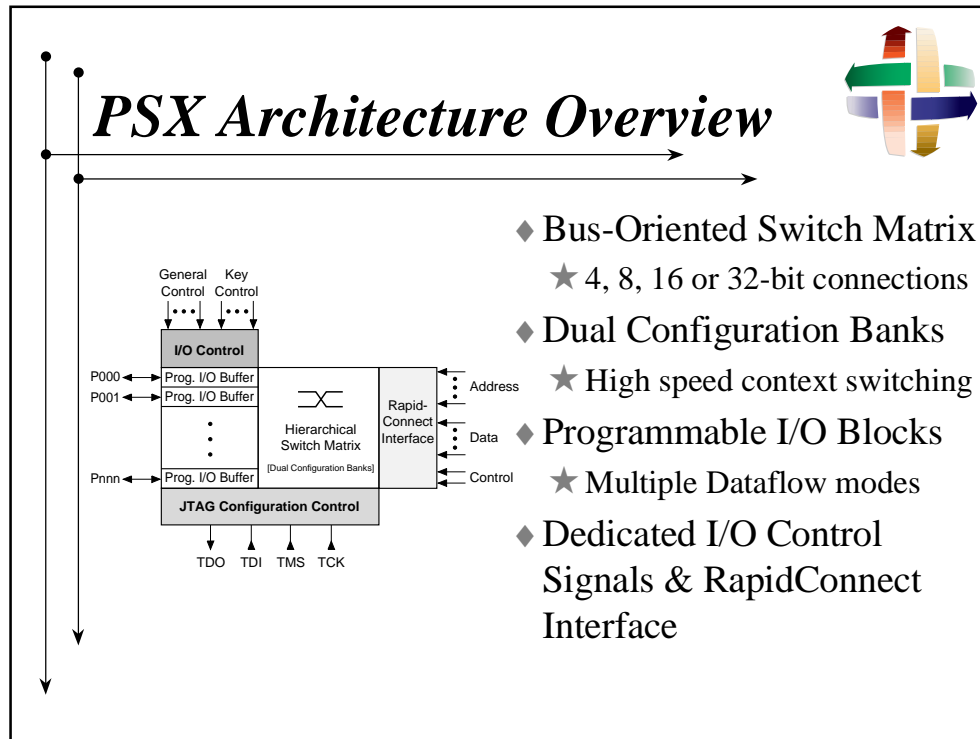 PSX Architecture Overview
General Control
Key Control
I/O Control
P000
Prog. I/O Buffer
P001
Prog. I/O Buffer
Pnnn
Prog. I/O Buffer
Hierarchical
Switch Matrix
[Dual Configuration Banks]
Rapid-
Connect
Interface
Address
Data
Control
JTAG Configuration Control
TDO TDI TMS TCK
Bus-Oriented Switch Matrix
4, 8, 16 or 32-bit connections
Dual Configuration Banks
High speed context switching
Programmable I/O Blocks
Multiple Dataflow modes
Dedicated I/O Control
Signals & RapidConnect
Interface